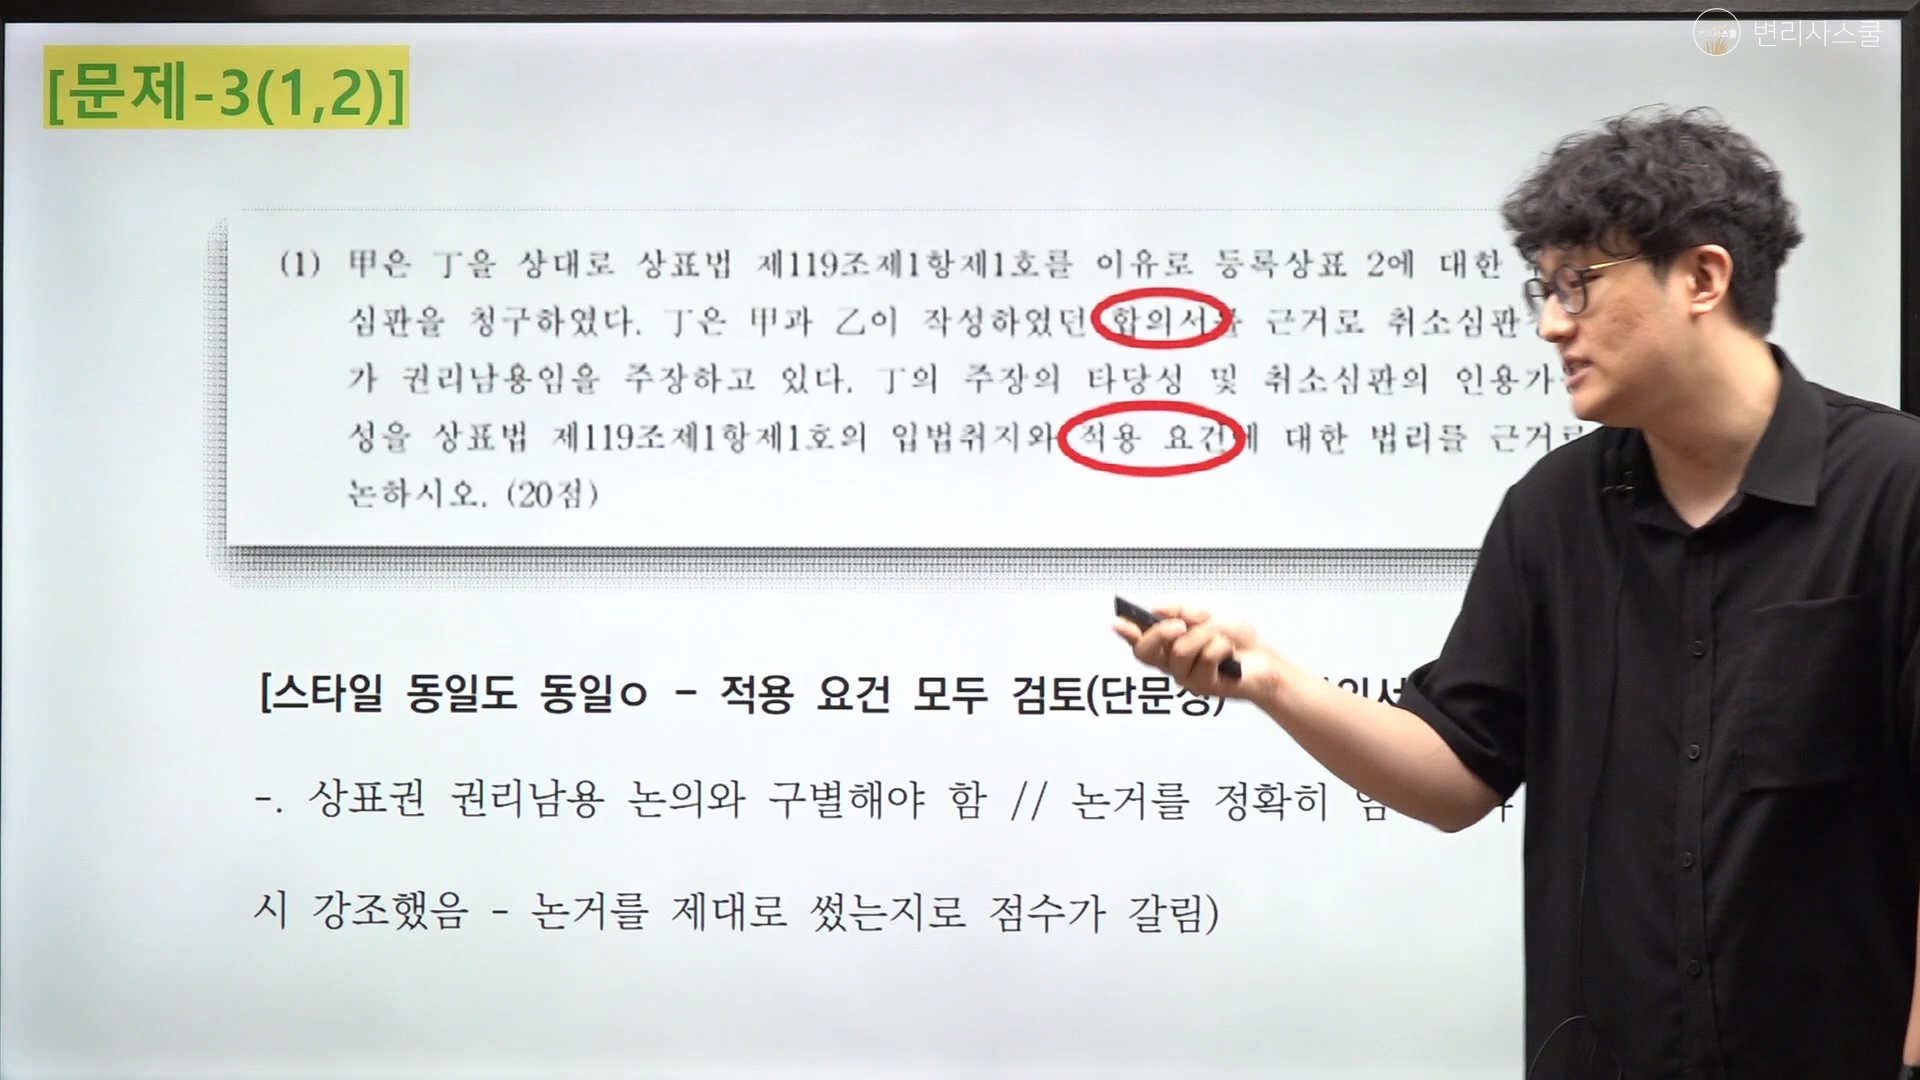 변리사스쿨
[문제-3(1,2)]
(1) 甲은 丁을 상대로 상표법 제119조제1항제1호를 이유로 등록상표 2에 대한
심판을 청구하였다. 丁은 甲과 乙이 작성하였던 합의서를 근거로 취소심판
가 권리남용임을 주장하고 있다. 丁의 주장의 타당성 및 취소심판의 인용가
성을 상표법 제119조제1항제1호의 입법취지와 적용 요건에 대한 법리를 근거로
논하시오. (20점)
[스타일 동일도 동일ㅇ - 적용 요건 모두 검토(단문성)
-. 상표권 권리남용 논의와 구별해야 함 // 논거를 정확히
시 강조했음 - 논거를 제대로 썼는지로 점수가 갈림)